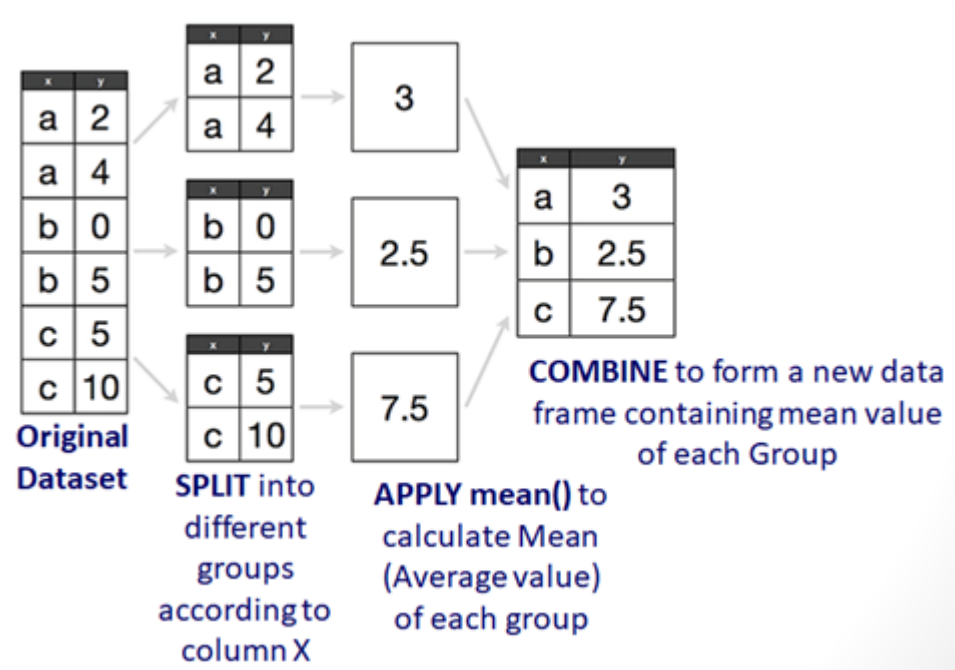 x y
a 2
a 4
b 0
b 5
c 5
c 10
Original
Dataset
x y
a 2
a 4
x y
b 0
b 5
x y
c 5
c 10
SPLIT into
different
groups
according to
column X
3
2.5
7.5
APPLY mean() to
calculate Mean
(Average value)
of each group
x y
a 3
b 2.5
c 7.5
COMBINE to form a new data
frame containing mean value
of each Group